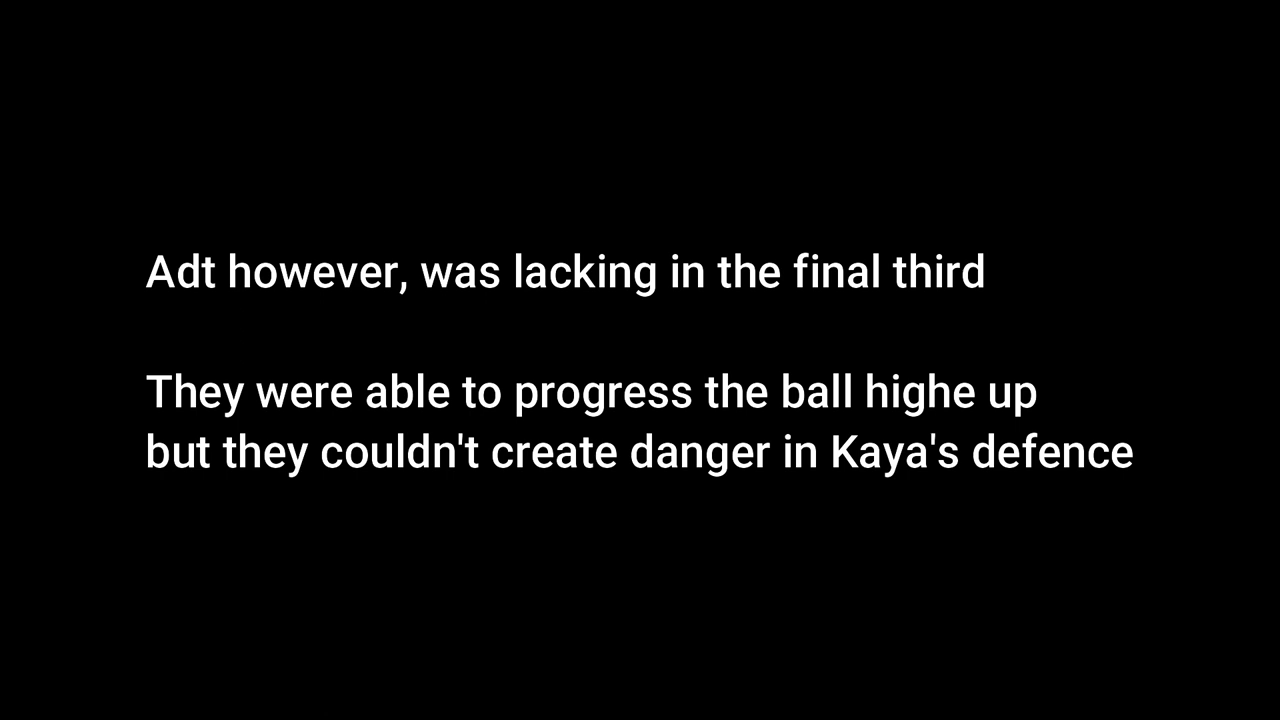 Adt however, was lacking in the final third
They were able to progress the ball highe up
but they couldn't create danger in Kaya's defence